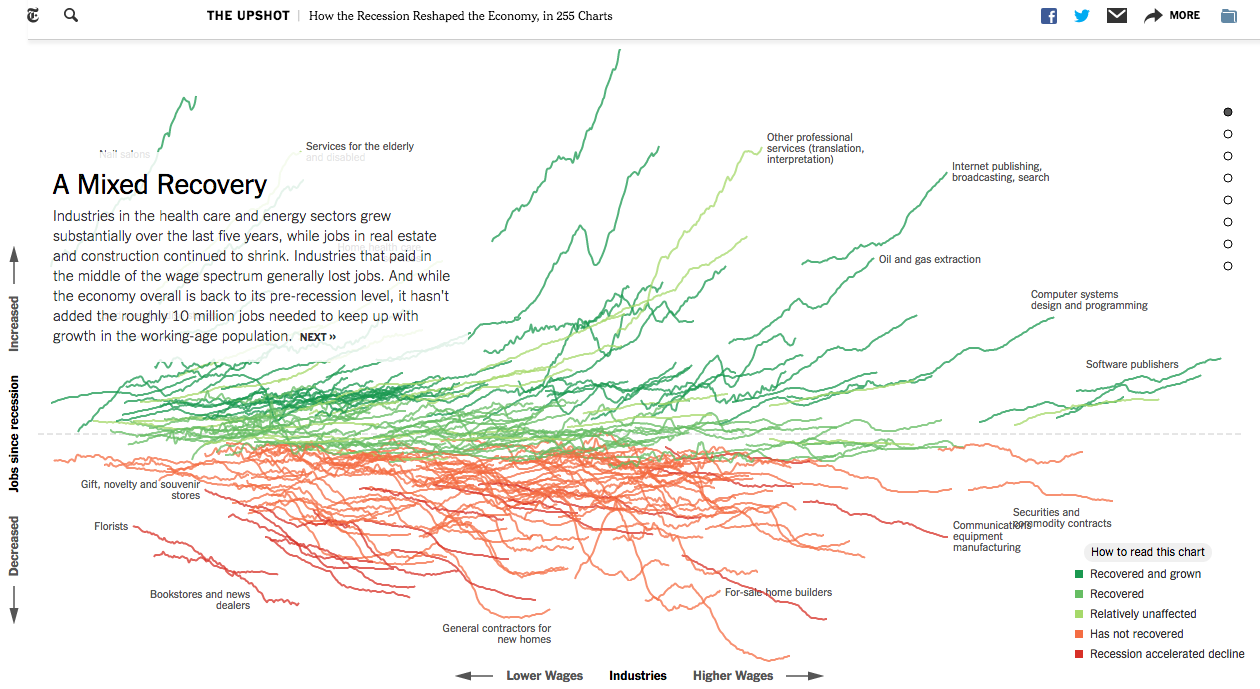 THE UPSHOT | How the Recession Reshaped the Economy, in 255 Charts
MORE
Nail salons
Services for the elderly
and disabled
Other professional
services (translation,
interpretation)
Internet publishing,
broadcasting, search
A Mixed Recovery
Industries in the health care and energy sectors grew
substantially over the last five years, while jobs in real estate
and construction continued to shrink. Industries that paid in
the middle of the wage spectrum generally lost jobs. And while
the economy overall is back to its pre-recession level, it hasn't
added the roughly 10 million jobs needed to keep up with
growth in the working-age population. NEXT »
Home health care
Oil and gas extraction
Computer systems
design and programming
Software publishers
Increased
Jobs since recession
Decreased
Gift, novelty and souvenir
stores
Florists
Bookstores and news
dealers
General contractors for
new homes
For-sale home builders
Securities and
commodity contracts
Communications
equipment
manufacturing
How to read this chart
Recovered and grown
Recovered
Relatively unaffected
Has not recovered
Recession accelerated decline
Lower Wages Industries Higher Wages